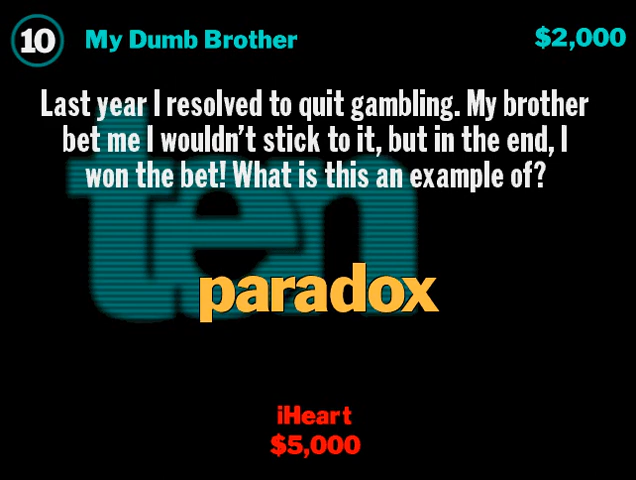 10 My Dumb Brother $2,000
Last year I resolved to quit gambling. My brother
bet me I wouldn't stick to it, but in the end, I
won the bet! What is this an example of?
ten
paradox
iHeart
$5,000